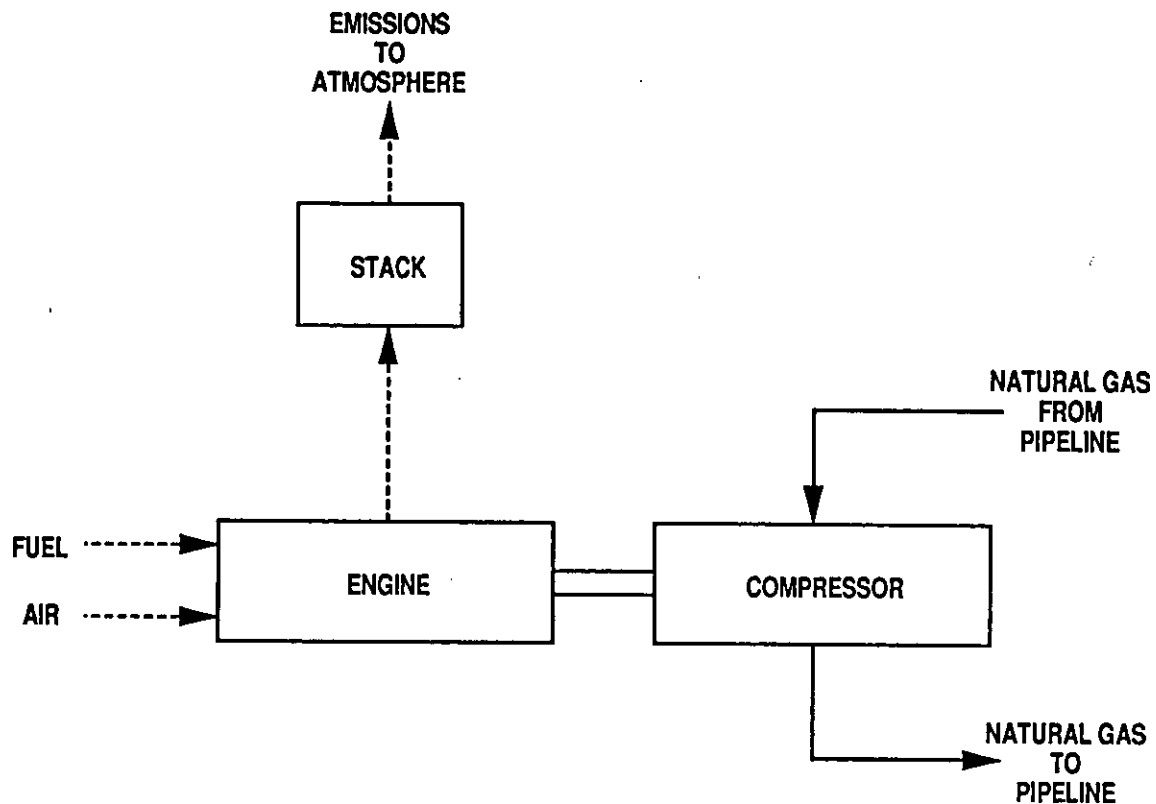 EMISSIONS
TO
ATMOSPHERE
STACK
NATURAL GAS
FROM
PIPELINE
FUEL
ENGINE
COMPRESSOR
AIR
NATURAL GAS
TO
PIPELINE